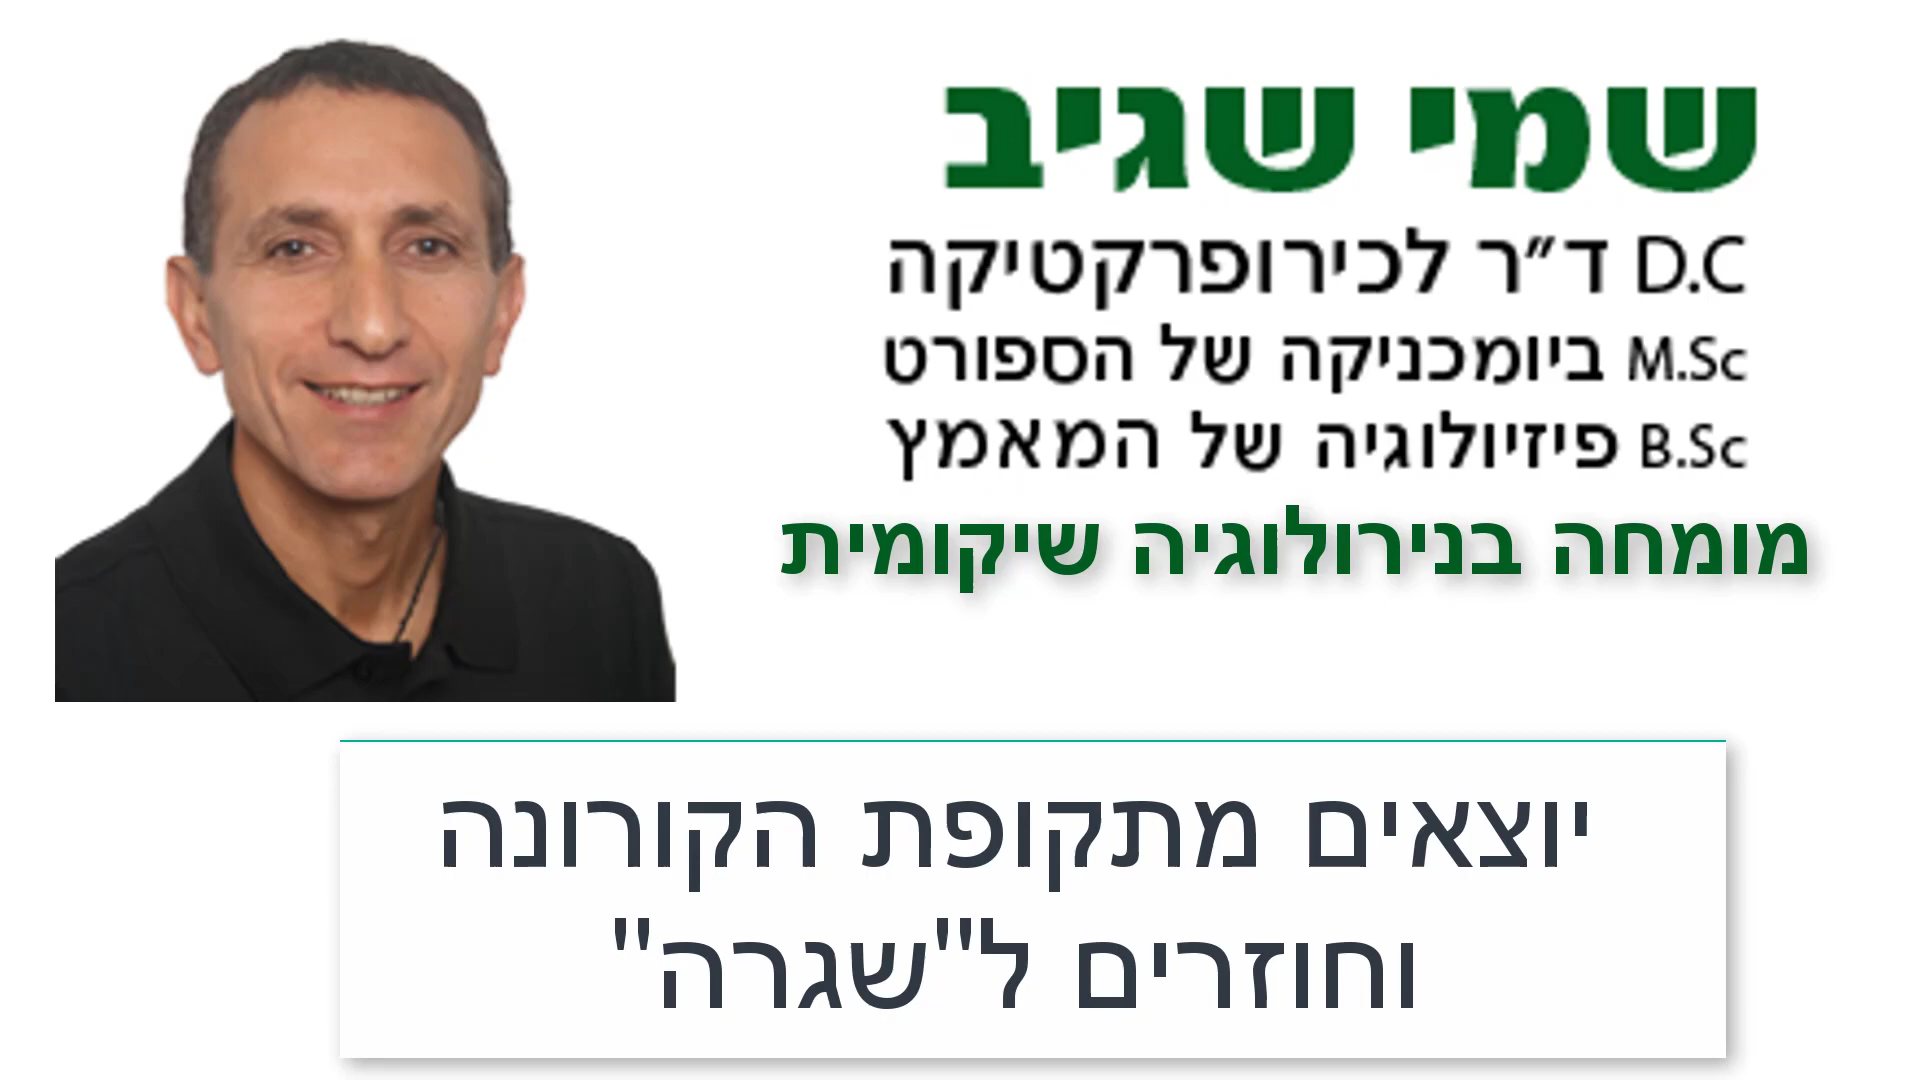 שמי שגיב
D.C ד״ר לכירופרקטיקה
M.Sc ביומכניקה של הספורט
B.Sc פיזיולוגיה של המאמץ
מומחה בנירולוגיה שיקומית
יוצאים מתקופת הקורונה
וחוזרים ל"שגרה"